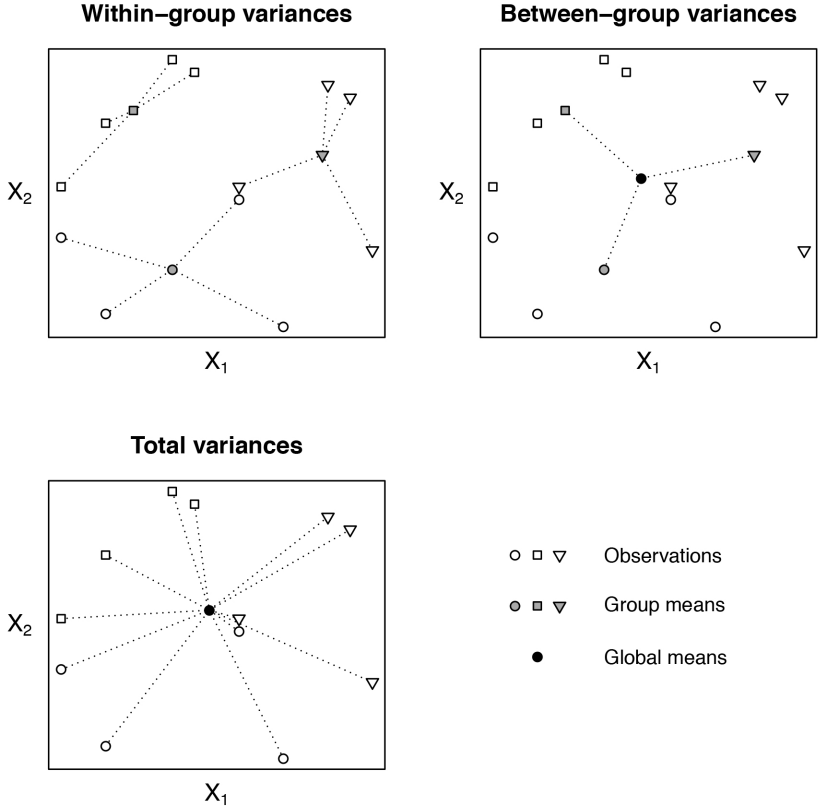 Within−group variances
Between−group variances
X₂
X₂
X₁
X₁
Total variances
X₂
X₁
Observations
Group means
Global means